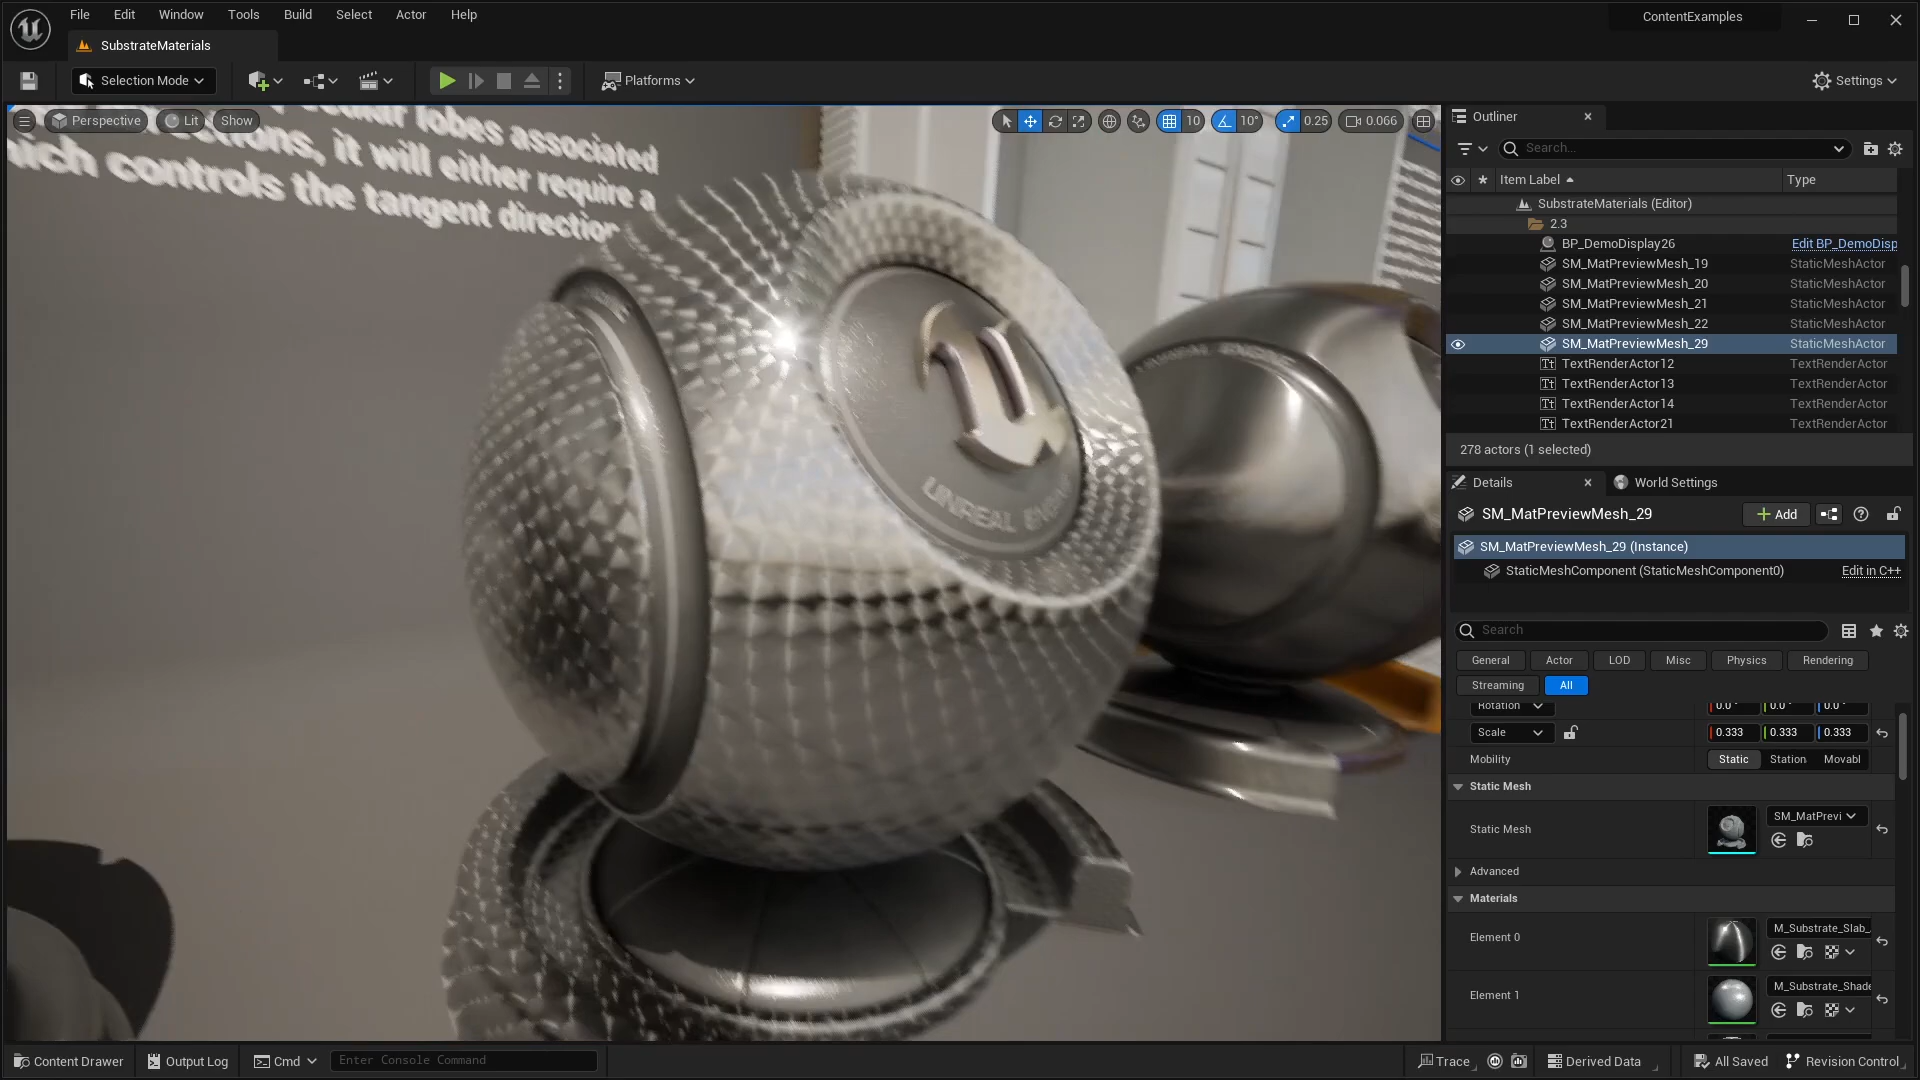 File Edit Window Tools Build Select Actor Help
ContentExamples
SubstrateMaterials
Selection Mode
Platforms
Settings
Perspective Lit Show
10 10° 0.25 0.066
lobes associated
it will either require a
which controls the tangent direction
UNREAL
Outliner
Search...
Item Label Type
SubstrateMaterials (Editor)
2.3
BP_DemoDisplay26 Edit BP_DemoDisp
SM_MatPreviewMesh_19 StaticMeshActor
SM_MatPreviewMesh_20 StaticMeshActor
SM_MatPreviewMesh_21 StaticMeshActor
SM_MatPreviewMesh_22 StaticMeshActor
SM_MatPreviewMesh_29 StaticMeshActor
TextRenderActor12 TextRenderActor
TextRenderActor13 TextRenderActor
TextRenderActor14 TextRenderActor
TextRenderActor21 TextRenderActor
278 actors (1 selected)
Details World Settings
SM_MatPreviewMesh_29 Add
SM_MatPreviewMesh_29 (Instance)
StaticMeshComponent (StaticMeshComponent0) Edit in C++
Search
General Actor LOD Misc Physics Rendering
Streaming All
Rotation 0.0° 0.0° 0.0°
Scale 0.333 0.333 0.333
Mobility Static Station Movabl
Static Mesh
Static Mesh SM_MatPrevi
Advanced
Materials
Element 0 M_Substrate_Slab_
Element 1 M_Substrate_Shade
Content Drawer Output Log Cmd Enter Console Command Trace Derived Data All Saved Revision Control